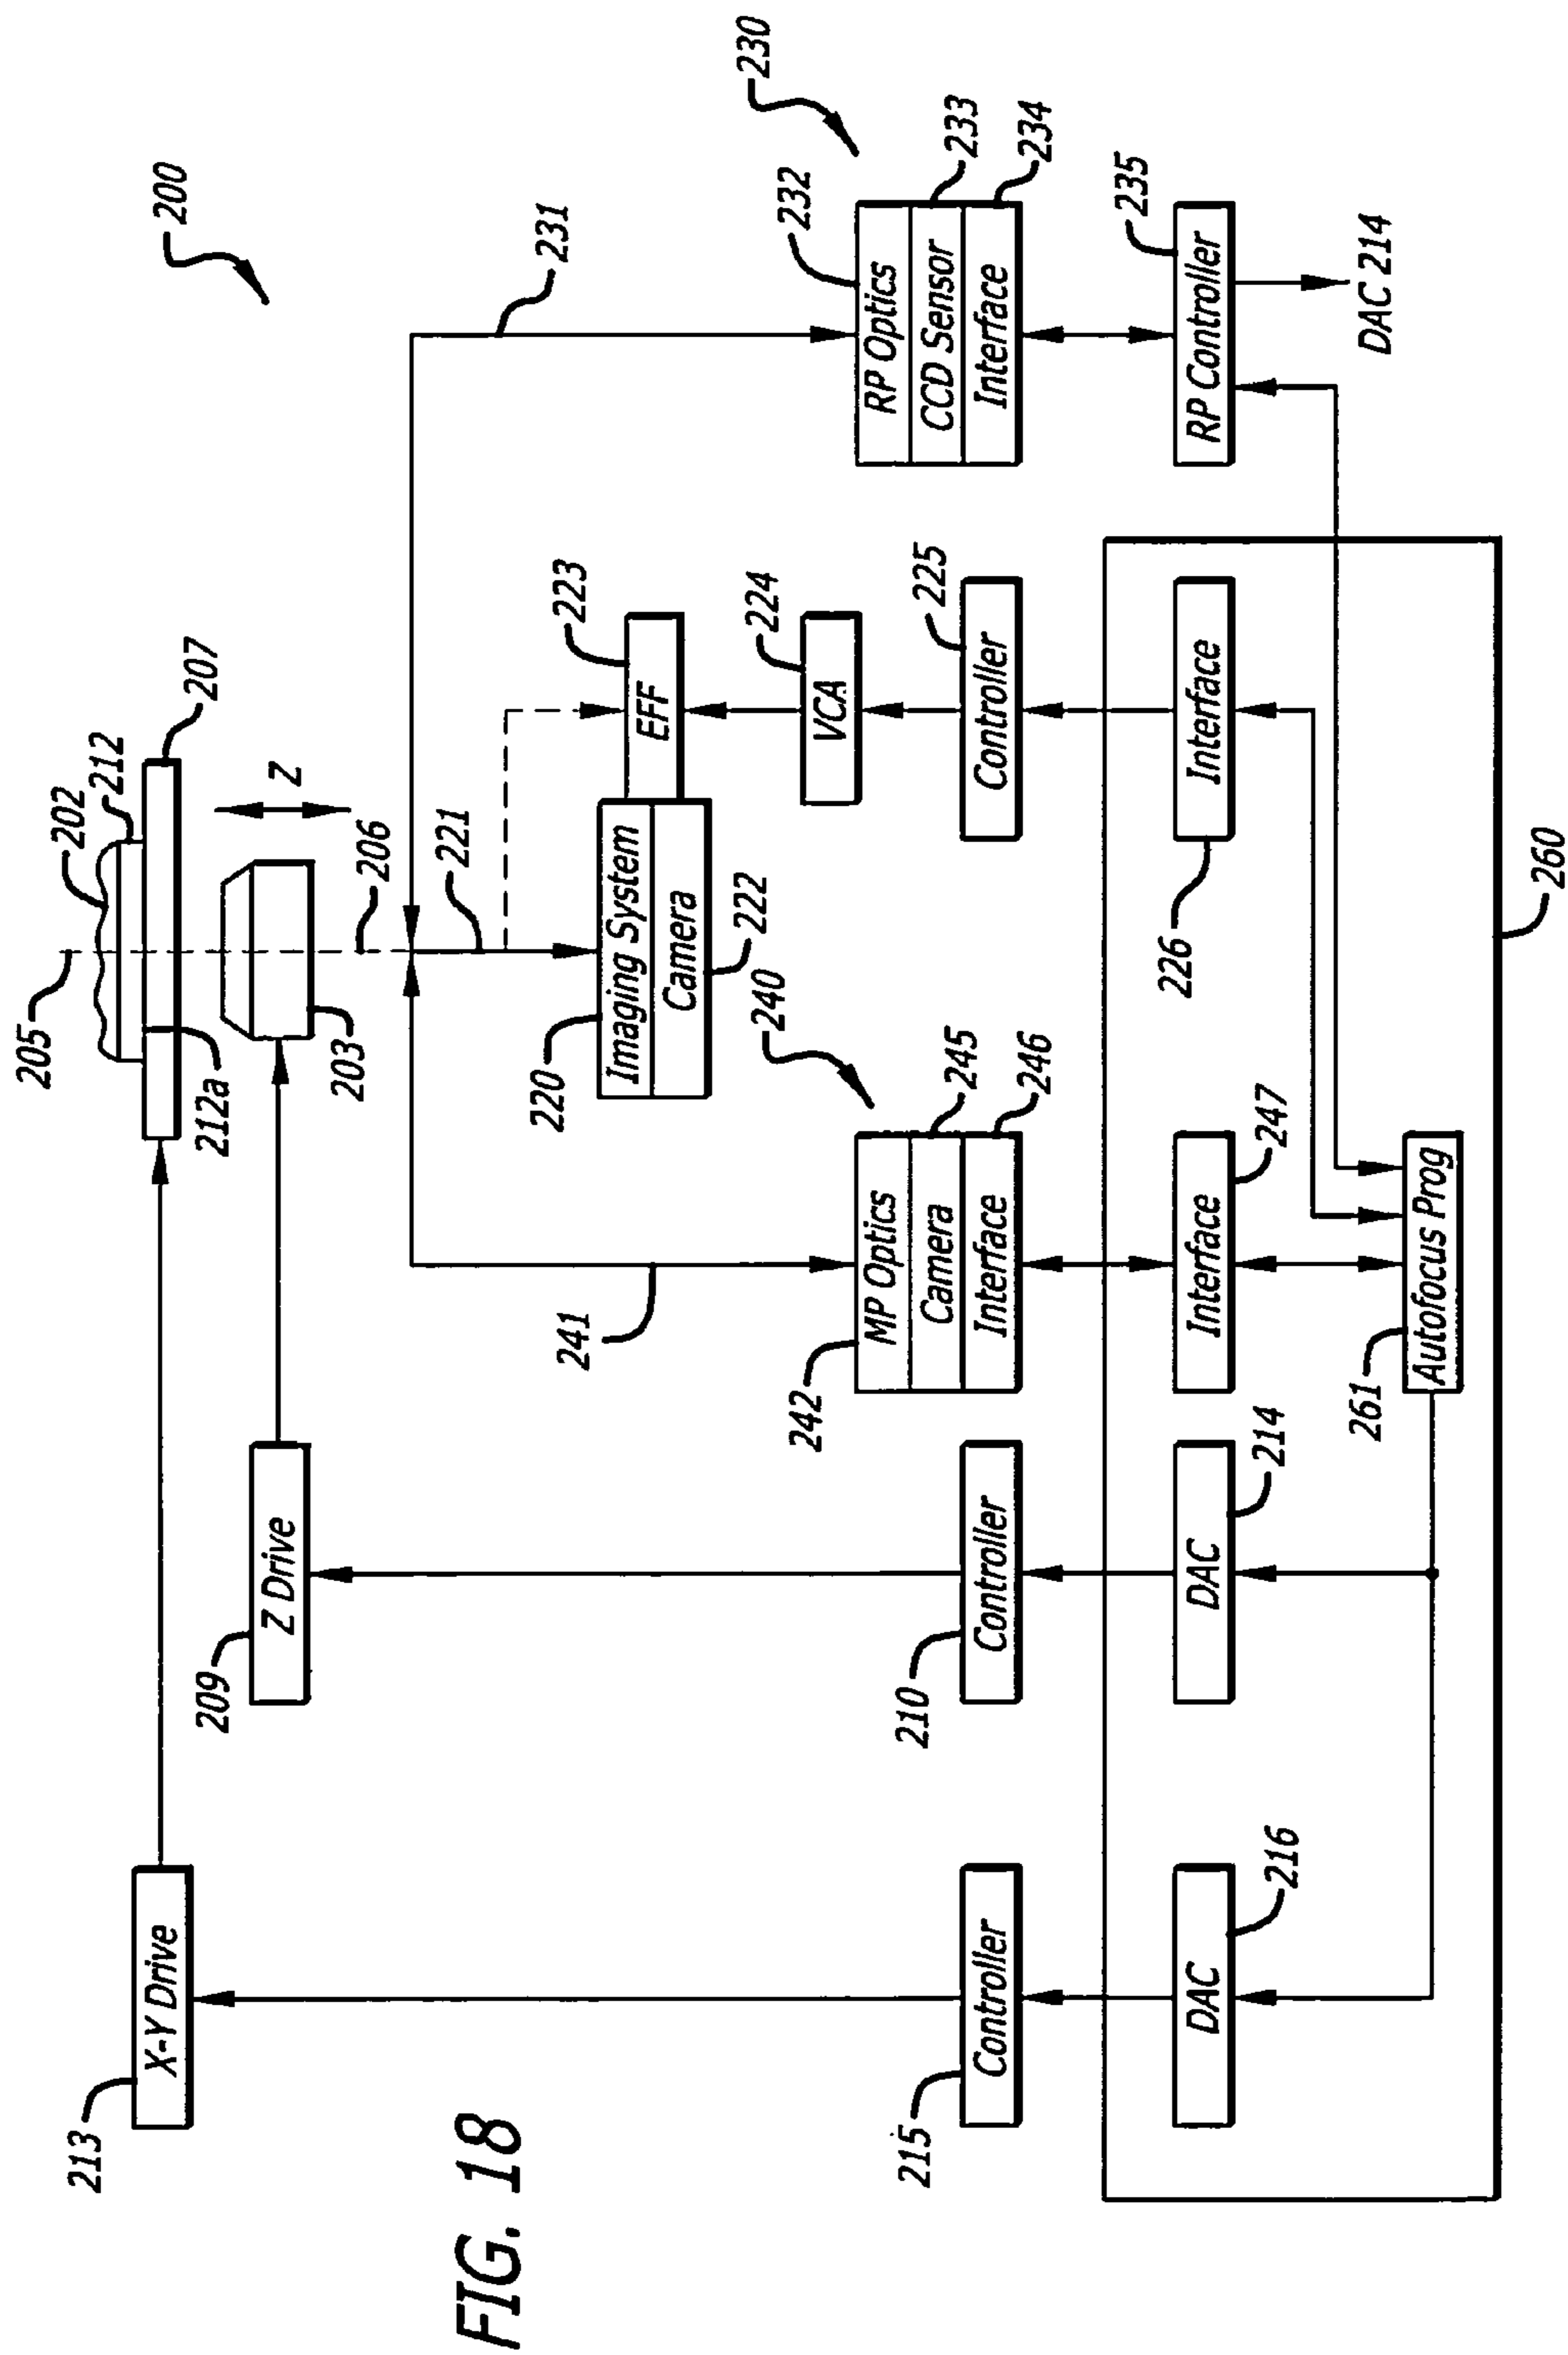 200
205
202
212
207
213
X-Y Drive
212a
Z
209
Z Drive
203
206
231
241
221
220
Imaging System
Camera
222
EFF
223
VCA
224
230
240
242
MP Optics
Camera
Interface
245
246
232
RP Optics
CCD Sensor
Interface
233
234
215
Controller
210
Controller
Controller
225
DAC
216
DAC
214
Interface
247
226
Interface
RP Controller
235
DAC 214
261
Autofocus Prog
260
FIG. 18